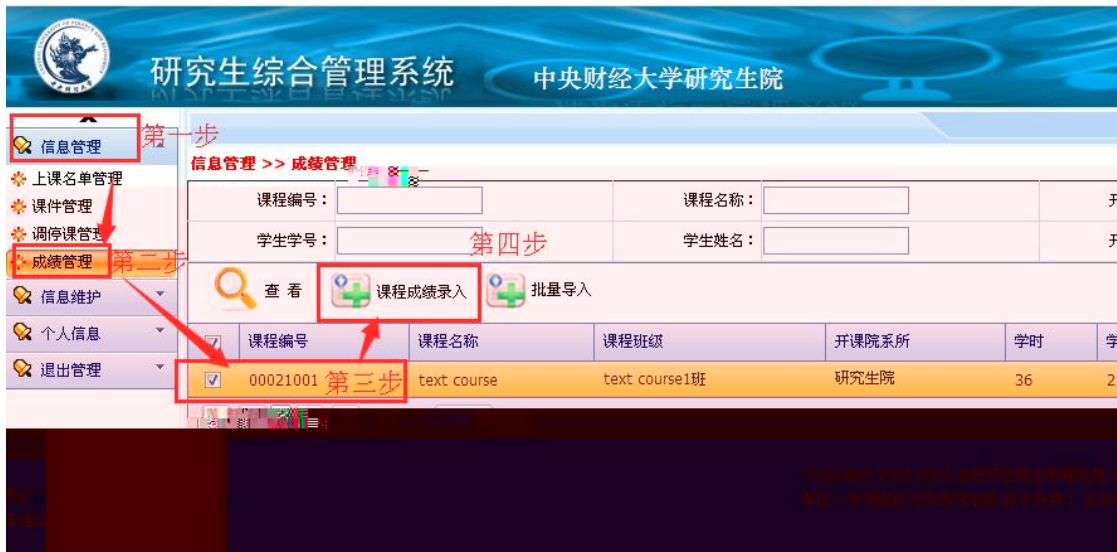 研究生综合管理系统 中央财经大学研究生院
信息管理 第一步
信息管理 >> 成绩管理
上课名单管理
课件管理
调停课管理
成绩管理 第二步
信息维护
个人信息
退出管理
课程编号： 课程名称：
学生学号： 第四步 学生姓名：
查看 课程成绩录入 批量导入
课程编号 课程名称 课程班级 开课院系所 学时
00021001 第三步 text course text course1班 研究生院 36 2